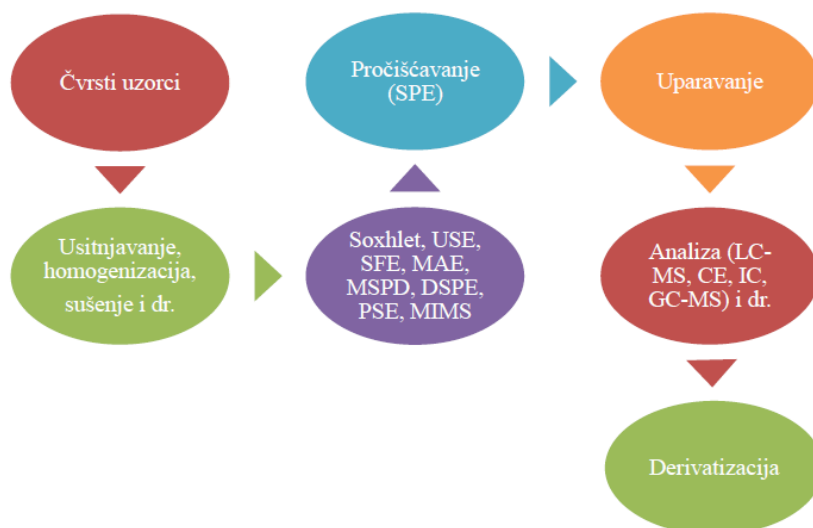 Čvrsti uzorci
Usitnjavanje,
homogenizacija,
sušenje i dr.
Soxhlet, USE,
SFE, MAE,
MSPD, DSPE,
PSE, MIMS
Pročišćavanje
(SPE)
Uparavanje
Analiza (LC-
MS, CE, IC,
GC-MS) i dr.
Derivatizacija